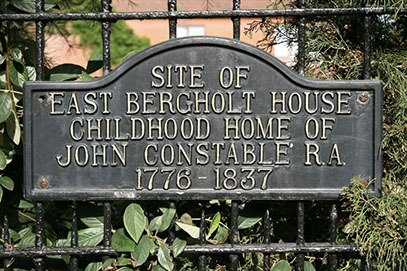 SITE OF
EAST BERGHOLT HOUSE
CHILDHOOD HOME OF
JOHN CONSTABLE R.A.
1776 - 1837